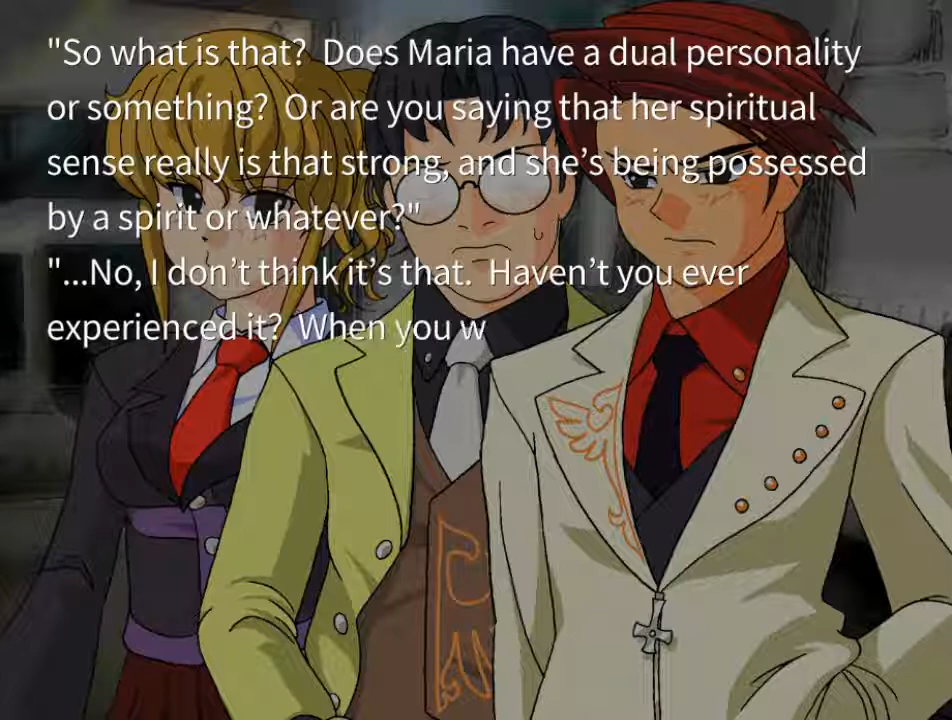 "So what is that?  Does Maria have a dual personality
or something?  Or are you saying that her spiritual
sense really is that strong, and she’s being possessed
by a spirit or whatever?"
"...No, I don’t think it’s that.  Haven’t you ever
experienced it?  When you w